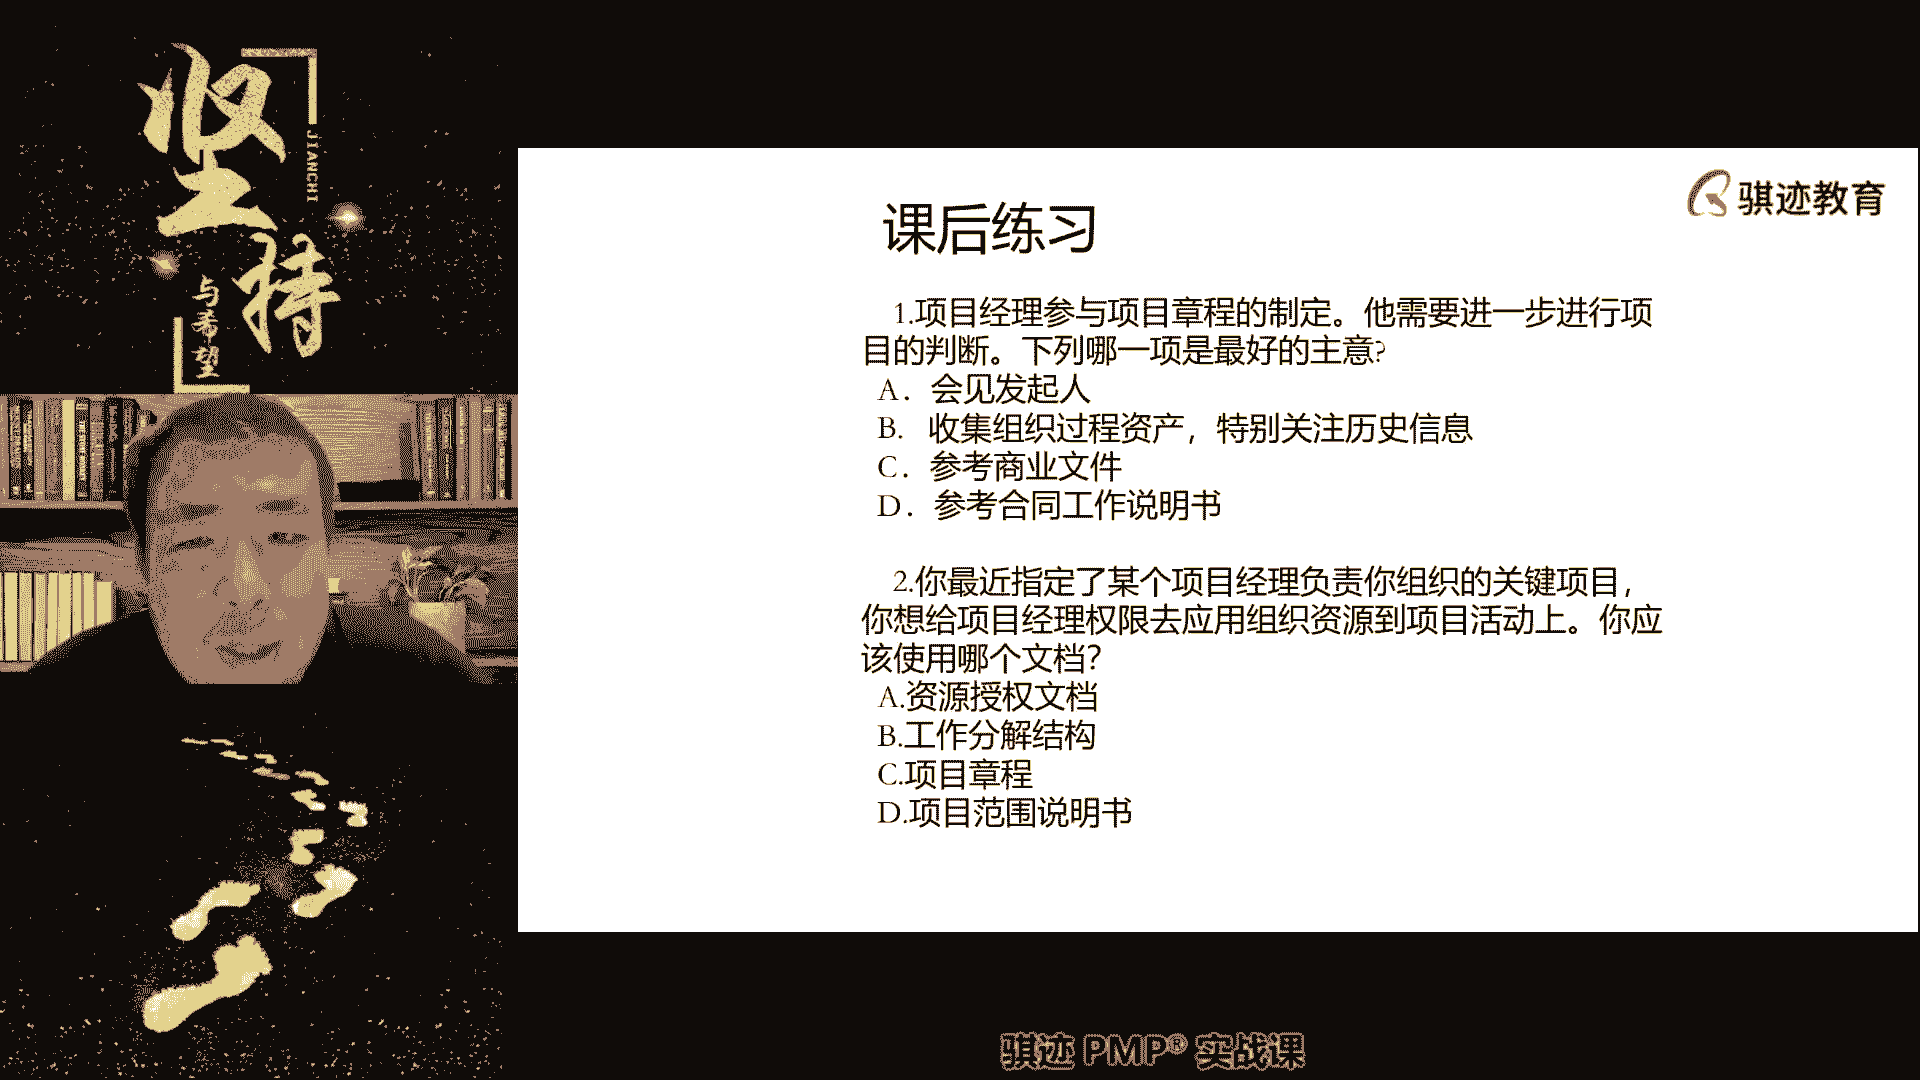 坚持
JIANCHI
与希望
骐迹教育
课后练习
1.项目经理参与项目章程的制定。他需要进一步进行项
目的判断。下列哪一项是最好的主意?
A．会见发起人
B. 收集组织过程资产，特别关注历史信息
C．参考商业文件
D．参考合同工作说明书
2.你最近指定了某个项目经理负责你组织的关键项目，
你想给项目经理权限去应用组织资源到项目活动上。你应
该使用哪个文档？
A.资源授权文档
B.工作分解结构
C.项目章程
D.项目范围说明书
骐迹 PMP® 实战课